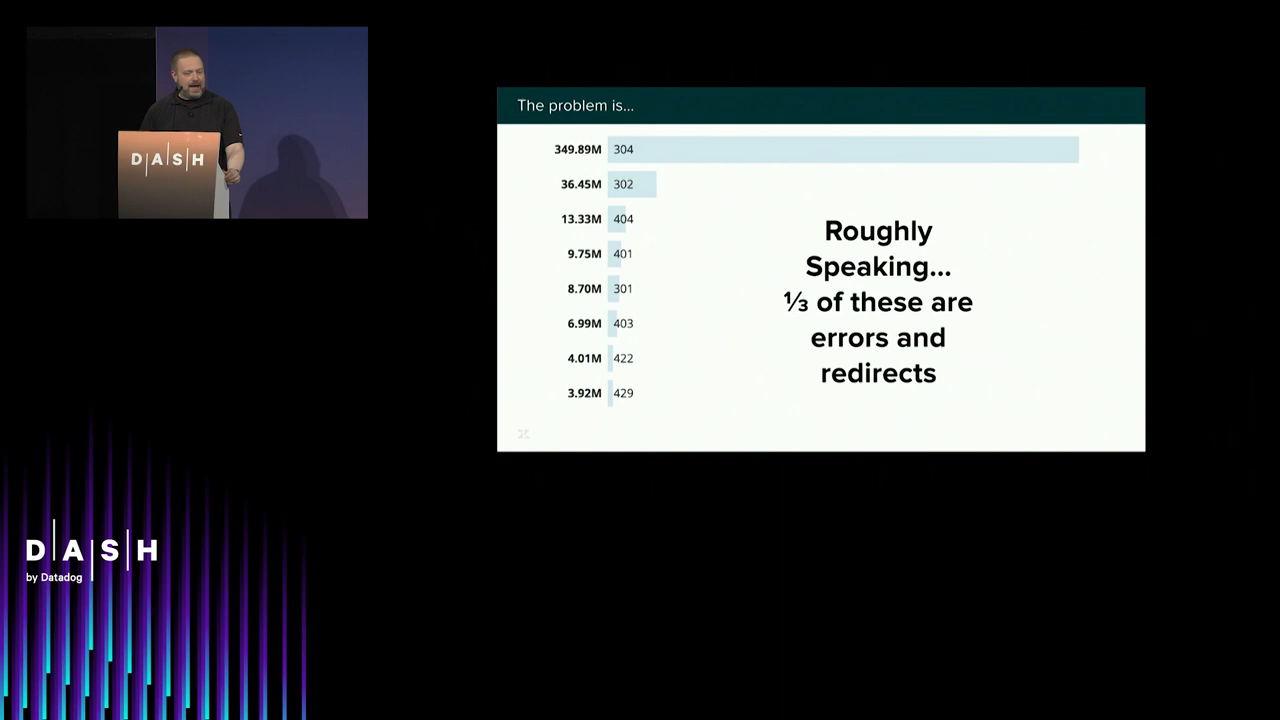 DASH
The problem is...
349.89M 304
36.45M 302
13.33M 404
9.75M 401
8.70M 301
6.99M 403
4.01M 422
3.92M 429
Roughly
Speaking...
⅓ of these are
errors and
redirects
DASH
by Datadog